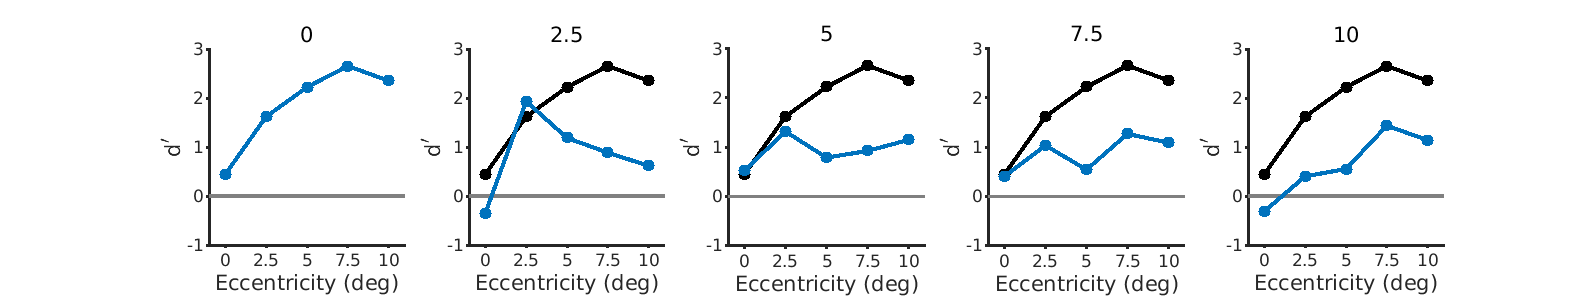 0 2.5 5 7.5 10
3 3 3 3 3
2 2 2 2 2
d′ d′ d′ d′ d′
1 1 1 1 1
0 0 0 0 0
-1 -1 -1 -1 -1
0 2.5 5 7.5 10 0 2.5 5 7.5 10 0 2.5 5 7.5 10 0 2.5 5 7.5 10 0 2.5 5 7.5 10
Eccentricity (deg) Eccentricity (deg) Eccentricity (deg) Eccentricity (deg) Eccentricity (deg)